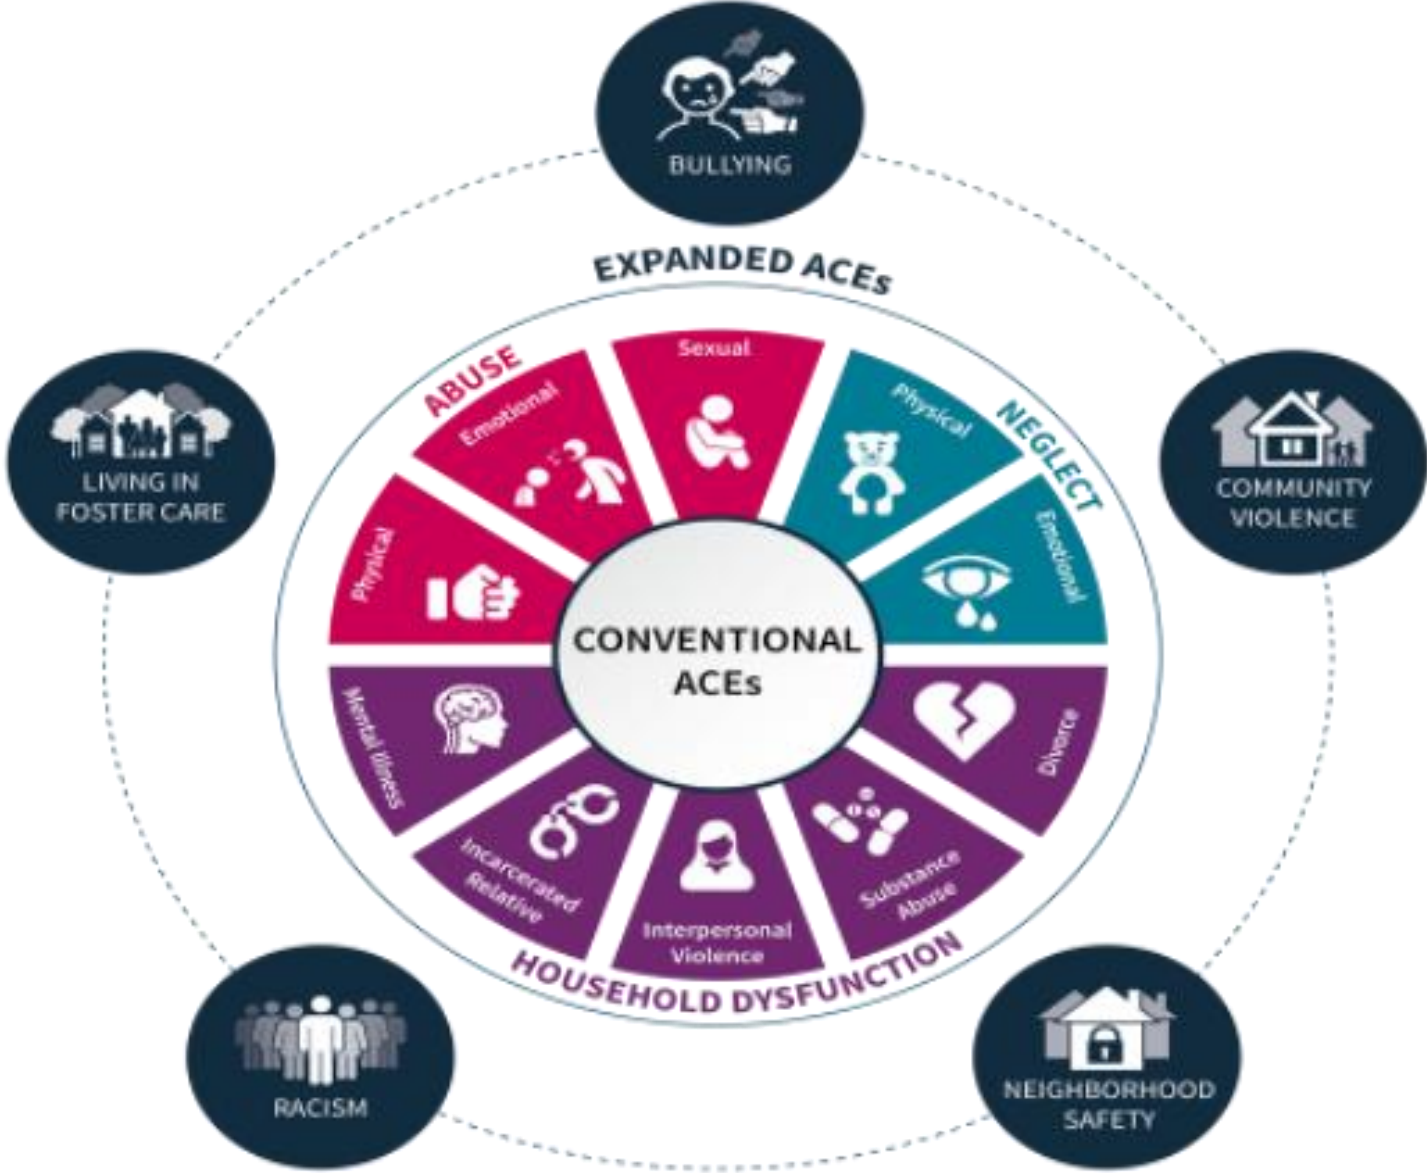 BULLYING
EXPANDED ACEs
ABUSE
Sexual
Emotional
Physical
Physical
NEGLECT
Emotional
LIVING IN
FOSTER CARE
COMMUNITY
VIOLENCE
CONVENTIONAL
ACEs
Mental Illness
Divorce
Incarcerated
Relative
Substance
Abuse
Interpersonal
Violence
HOUSEHOLD DYSFUNCTION
RACISM
NEIGHBORHOOD
SAFETY